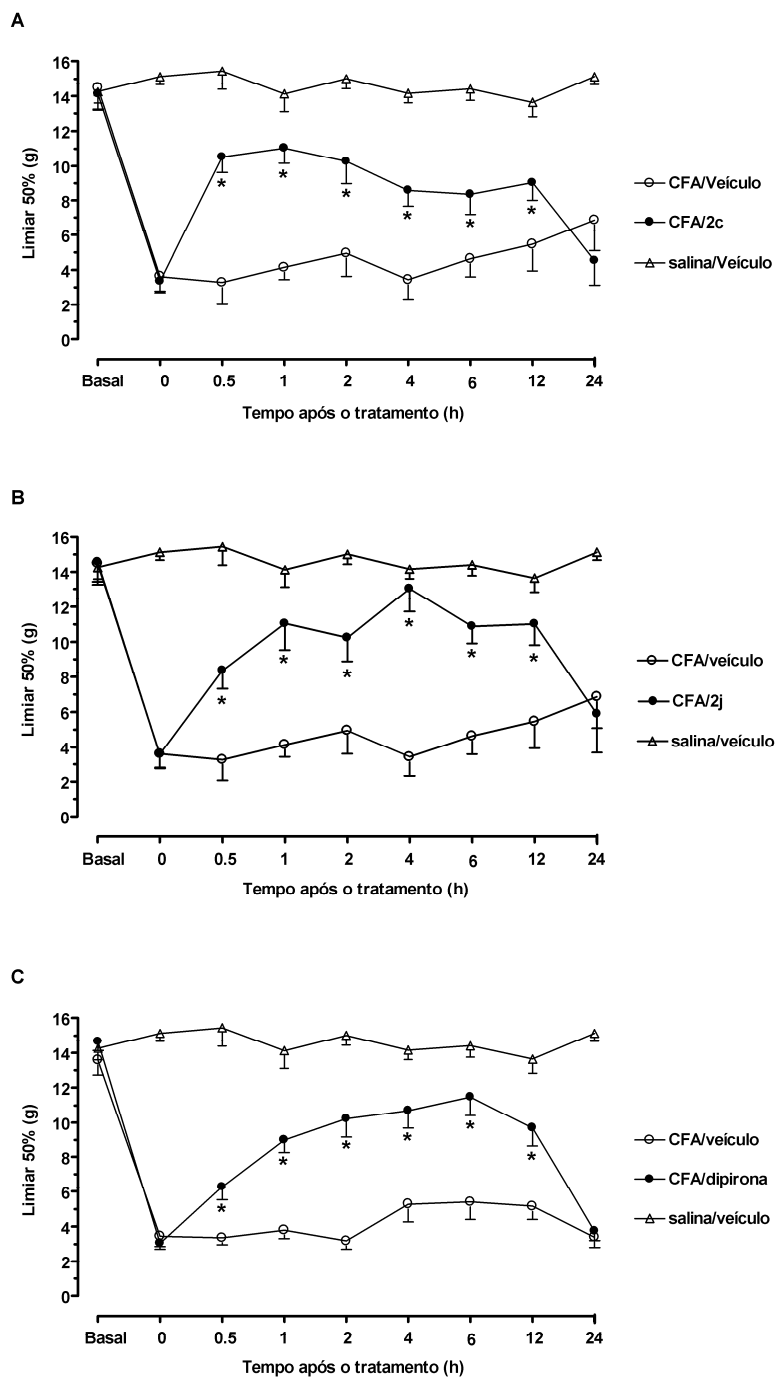 A
Limiar 50% (g)
16
14
12
10
8
6
4
2
0
* * * * * * 
Basal 0 0.5 1 2 4 6 12 24
Tempo após o tratamento (h)
CFA/Veículo
CFA/2c
salina/Veículo
B
Limiar 50% (g)
16
14
12
10
8
6
4
2
0
* * * * * *
Basal 0 0.5 1 2 4 6 12 24
Tempo após o tratamento (h)
CFA/veículo
CFA/2j
salina/veículo
C
Limiar 50% (g)
16
14
12
10
8
6
4
2
0
* * * * * *
Basal 0 0.5 1 2 4 6 12 24
Tempo após o tratamento (h)
CFA/veículo
CFA/dipirona
salina/veículo